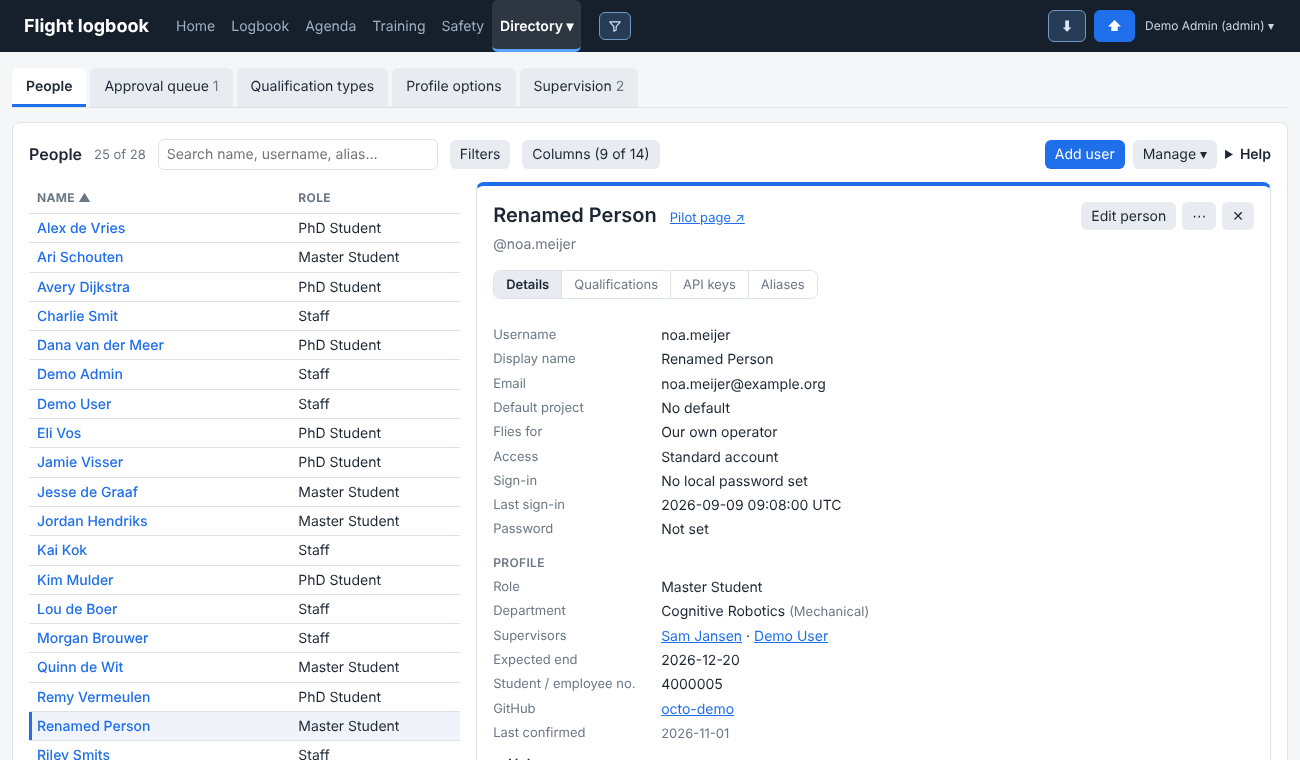 Flight logbook Home Logbook Agenda Training Safety Directory ▾ Demo Admin (admin) ▾
People Approval queue 1 Qualification types Profile options Supervision 2
People 25 of 28 Search name, username, alias... Filters Columns (9 of 14) Add user Manage ▾ ▶ Help
NAME ▲ ROLE
Alex de Vries PhD Student
Ari Schouten Master Student
Avery Dijkstra PhD Student
Charlie Smit Staff
Dana van der Meer PhD Student
Demo Admin Staff
Demo User Staff
Eli Vos PhD Student
Jamie Visser PhD Student
Jesse de Graaf Master Student
Jordan Hendriks Master Student
Kai Kok Staff
Kim Mulder PhD Student
Lou de Boer Staff
Morgan Brouwer Staff
Quinn de Wit Master Student
Remy Vermeulen PhD Student
Renamed Person Master Student
Riley Smits Staff
Renamed Person Pilot page ↗ Edit person ⋯ ✕
@noa.meijer
Details Qualifications API keys Aliases
Username noa.meijer
Display name Renamed Person
Email noa.meijer@example.org
Default project No default
Flies for Our own operator
Access Standard account
Sign-in No local password set
Last sign-in 2026-09-09 09:08:00 UTC
Password Not set
PROFILE
Role Master Student
Department Cognitive Robotics (Mechanical)
Supervisors Sam Jansen · Demo User
Expected end 2026-12-20
Student / employee no. 4000005
GitHub octo-demo
Last confirmed 2026-11-01